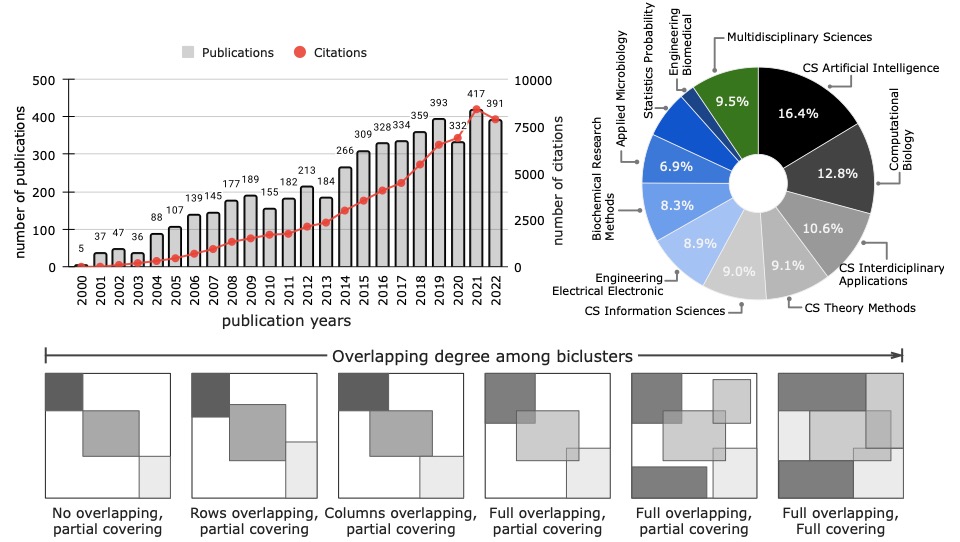 Publications
Citations
number of publications
500
400
300
200
100
0
5
37
47
36
88
107
139
145
177
189
155
182
213
184
266
309
328
334
359
393
332
417
391
10000
7500
5000
2500
0
number of dtations
2000
2001
2002
2003
2004
2005
2006
2007
2008
2009
2010
2011
2012
2013
2014
2015
2016
2017
2018
2019
2020
2021
2022
publication years
Multidisciplinary Sciences
CS Artificial Intelligence
Computational
Biology
CS Interdiciplinary
Applications
CS Theory Methods
CS Information Sciences
Engineering
Electrical Electronic
Biochemical Research
Methods
Applied Microbiology
Statistics Probability
Engineering
Biomedical
9.5%
16.4%
12.8%
10.6%
9.1%
9.0%
8.9%
8.3%
6.9%
Overlapping degree among biclusters
No overlapping,
partial covering
Rows overlapping,
partial covering
Columns overlapping,
partial covering
Full overlapping,
partial covering
Full overlapping,
partial covering
Full overlapping,
Full covering